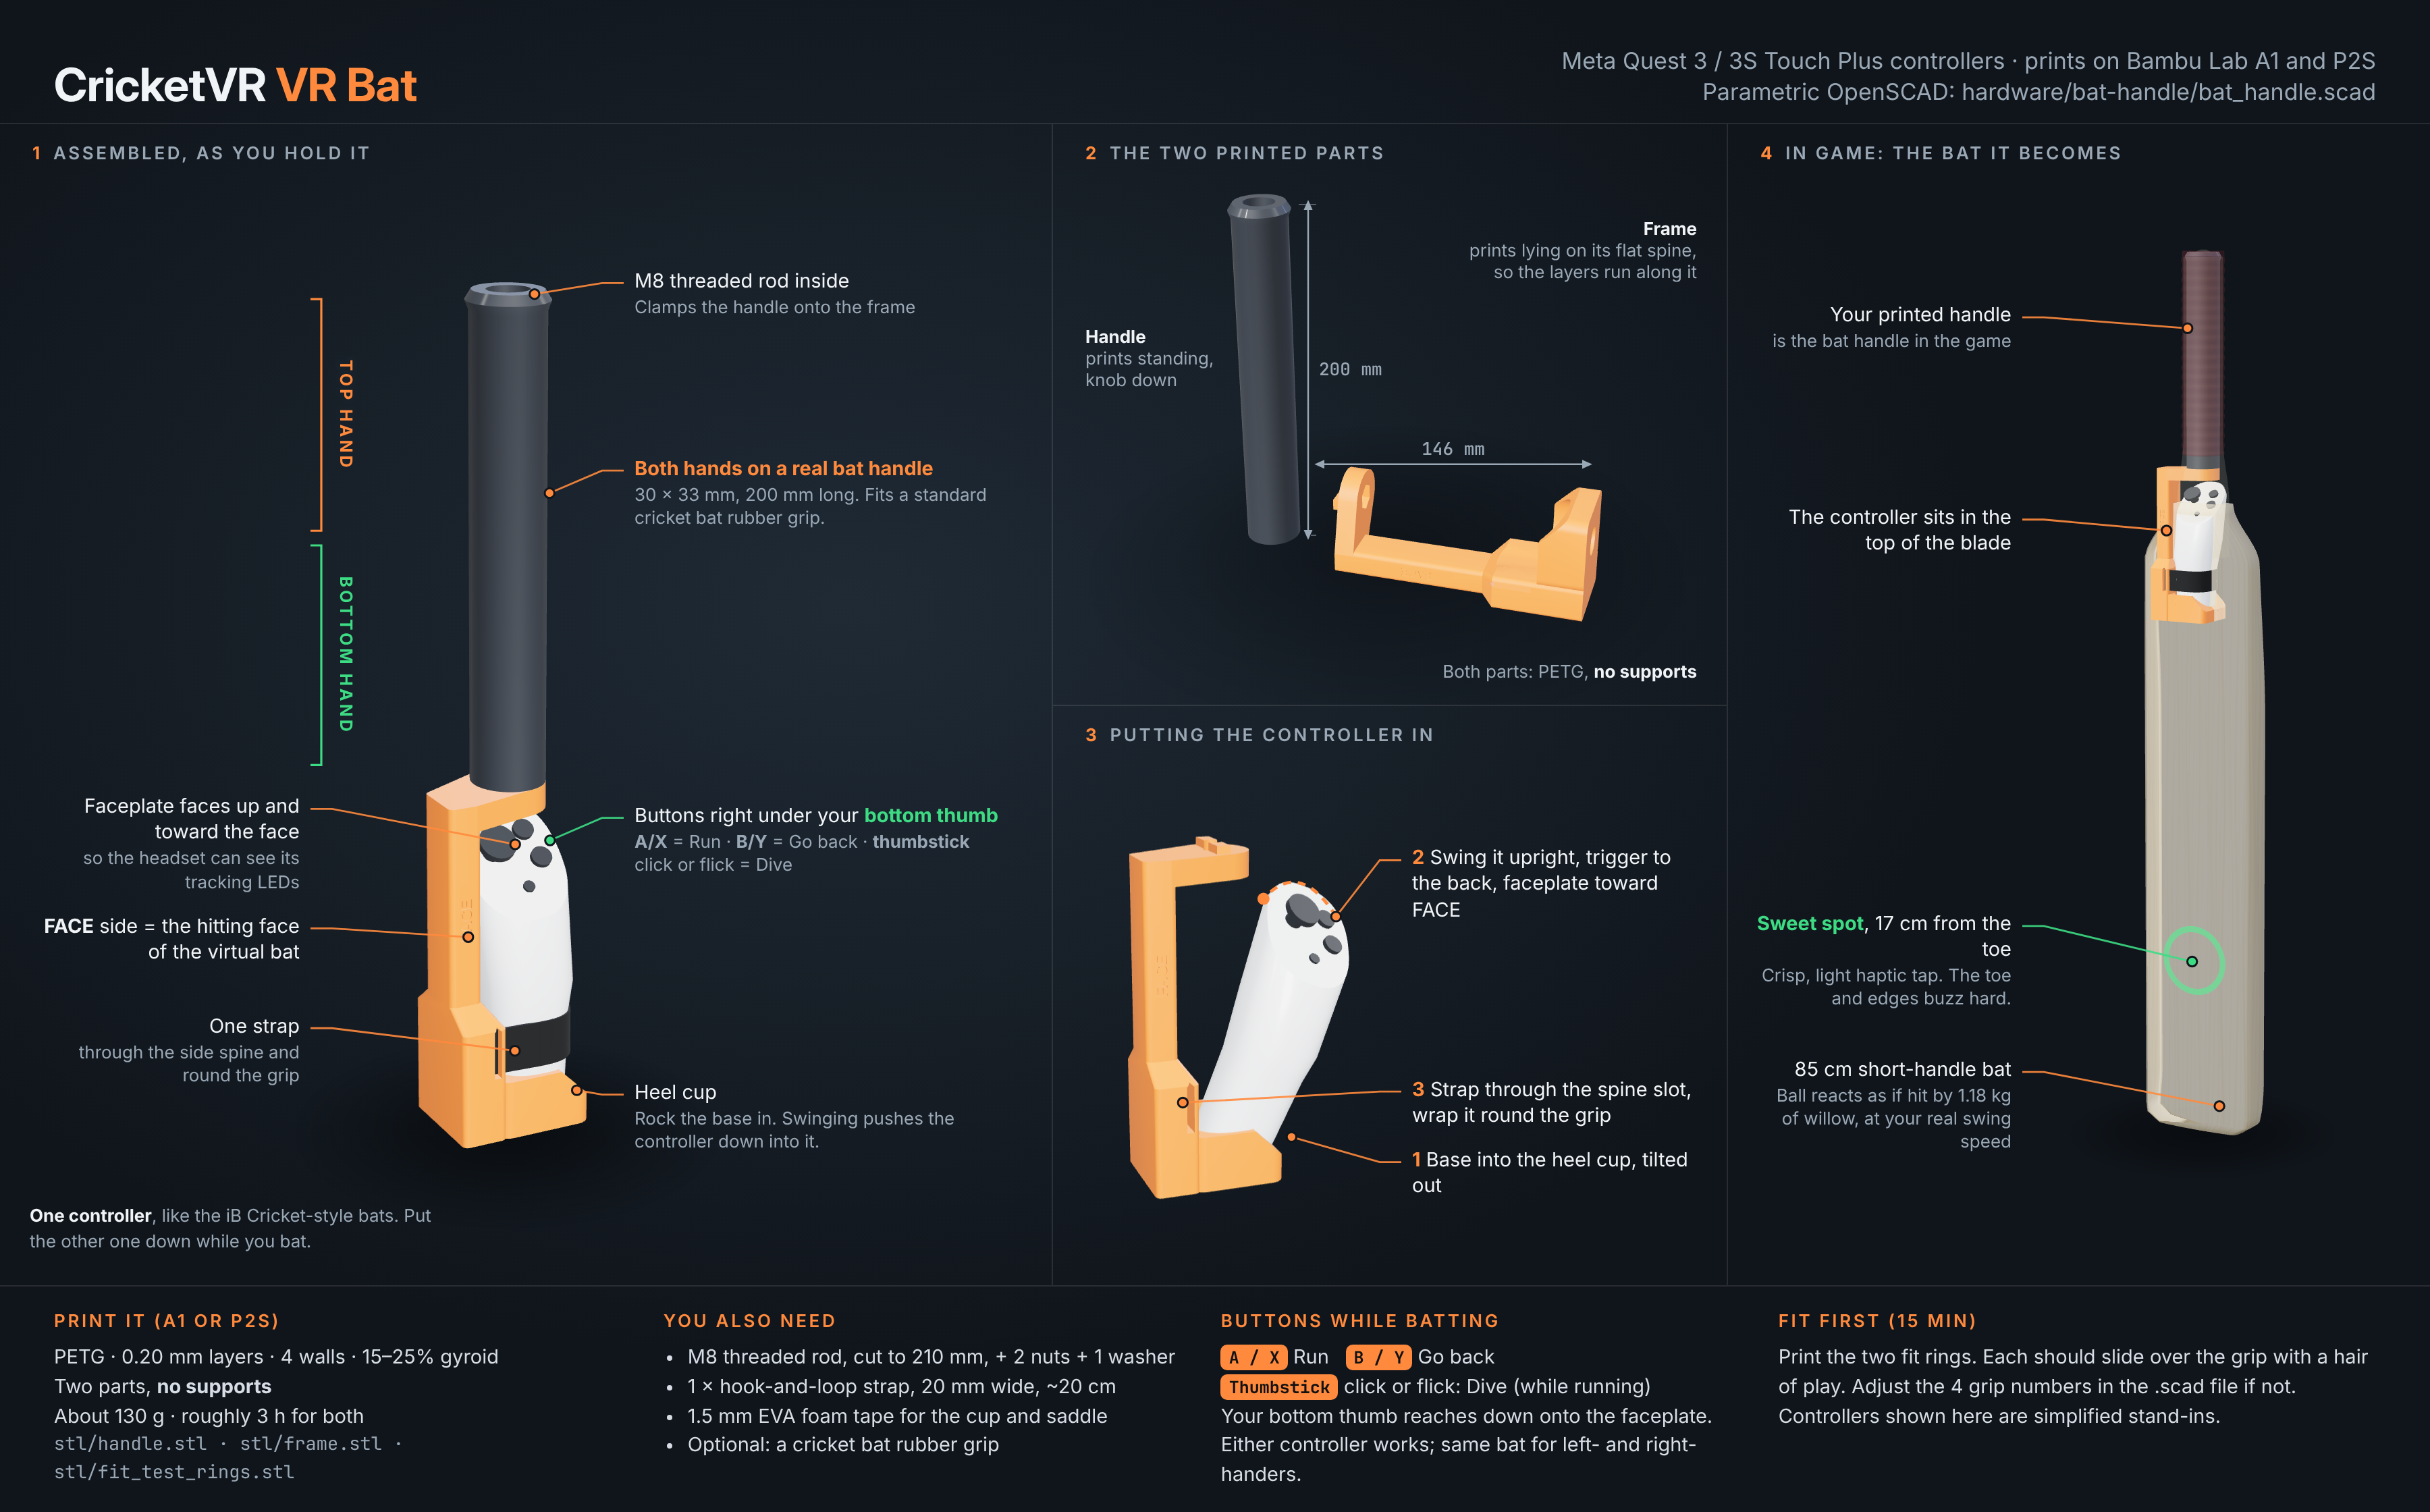 CricketVR VR Bat
Meta Quest 3 / 3S Touch Plus controllers · prints on Bambu Lab A1 and P2S
Parametric OpenSCAD: hardware/bat-handle/bat_handle.scad
1 ASSEMBLED, AS YOU HOLD IT
TOP HAND
BOTTOM HAND
M8 threaded rod inside
Clamps the handle onto the frame
Both hands on a real bat handle
30 × 33 mm, 200 mm long. Fits a standard
cricket bat rubber grip.
Faceplate faces up and
toward the face
so the headset can see its
tracking LEDs
Buttons right under your bottom thumb
A/X = Run · B/Y = Go back · thumbstick
click or flick = Dive
FACE side = the hitting face
of the virtual bat
FACE
One strap
through the side spine and
round the grip
Heel cup
Rock the base in. Swinging pushes the
controller down into it.
One controller, like the iB Cricket-style bats. Put
the other one down while you bat.
2 THE TWO PRINTED PARTS
Frame
prints lying on its flat spine,
so the layers run along it
Handle
prints standing,
knob down
200 mm
146 mm
Both parts: PETG, no supports
3 PUTTING THE CONTROLLER IN
2 Swing it upright, trigger to
the back, faceplate toward
FACE
FACE
3 Strap through the spine slot,
wrap it round the grip
1 Base into the heel cup, tilted
out
4 IN GAME: THE BAT IT BECOMES
Your printed handle
is the bat handle in the game
The controller sits in the
top of the blade
Sweet spot, 17 cm from the
toe
Crisp, light haptic tap. The toe
and edges buzz hard.
85 cm short-handle bat
Ball reacts as if hit by 1.18 kg
of willow, at your real swing
speed
PRINT IT (A1 OR P2S)
PETG · 0.20 mm layers · 4 walls · 15–25% gyroid
Two parts, no supports
About 130 g · roughly 3 h for both
stl/handle.stl · stl/frame.stl ·
stl/fit_test_rings.stl
YOU ALSO NEED
• M8 threaded rod, cut to 210 mm, + 2 nuts + 1 washer
• 1 × hook-and-loop strap, 20 mm wide, ~20 cm
• 1.5 mm EVA foam tape for the cup and saddle
• Optional: a cricket bat rubber grip
BUTTONS WHILE BATTING
A / X Run B / Y Go back
Thumbstick click or flick: Dive (while running)
Your bottom thumb reaches down onto the faceplate.
Either controller works; same bat for left- and right-
handers.
FIT FIRST (15 MIN)
Print the two fit rings. Each should slide over the grip with a hair
of play. Adjust the 4 grip numbers in the .scad file if not.
Controllers shown here are simplified stand-ins.